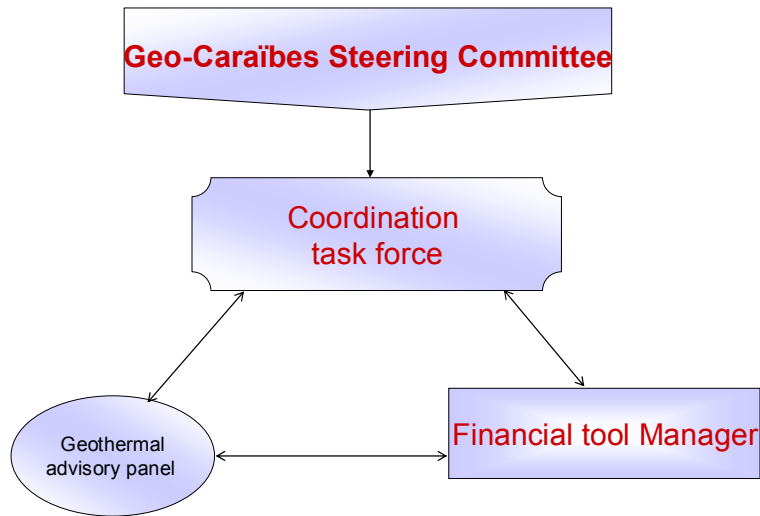 Geo-Caraïbes Steering Committee
Coordination
task force
Geothermal
advisory panel
Financial tool Manager